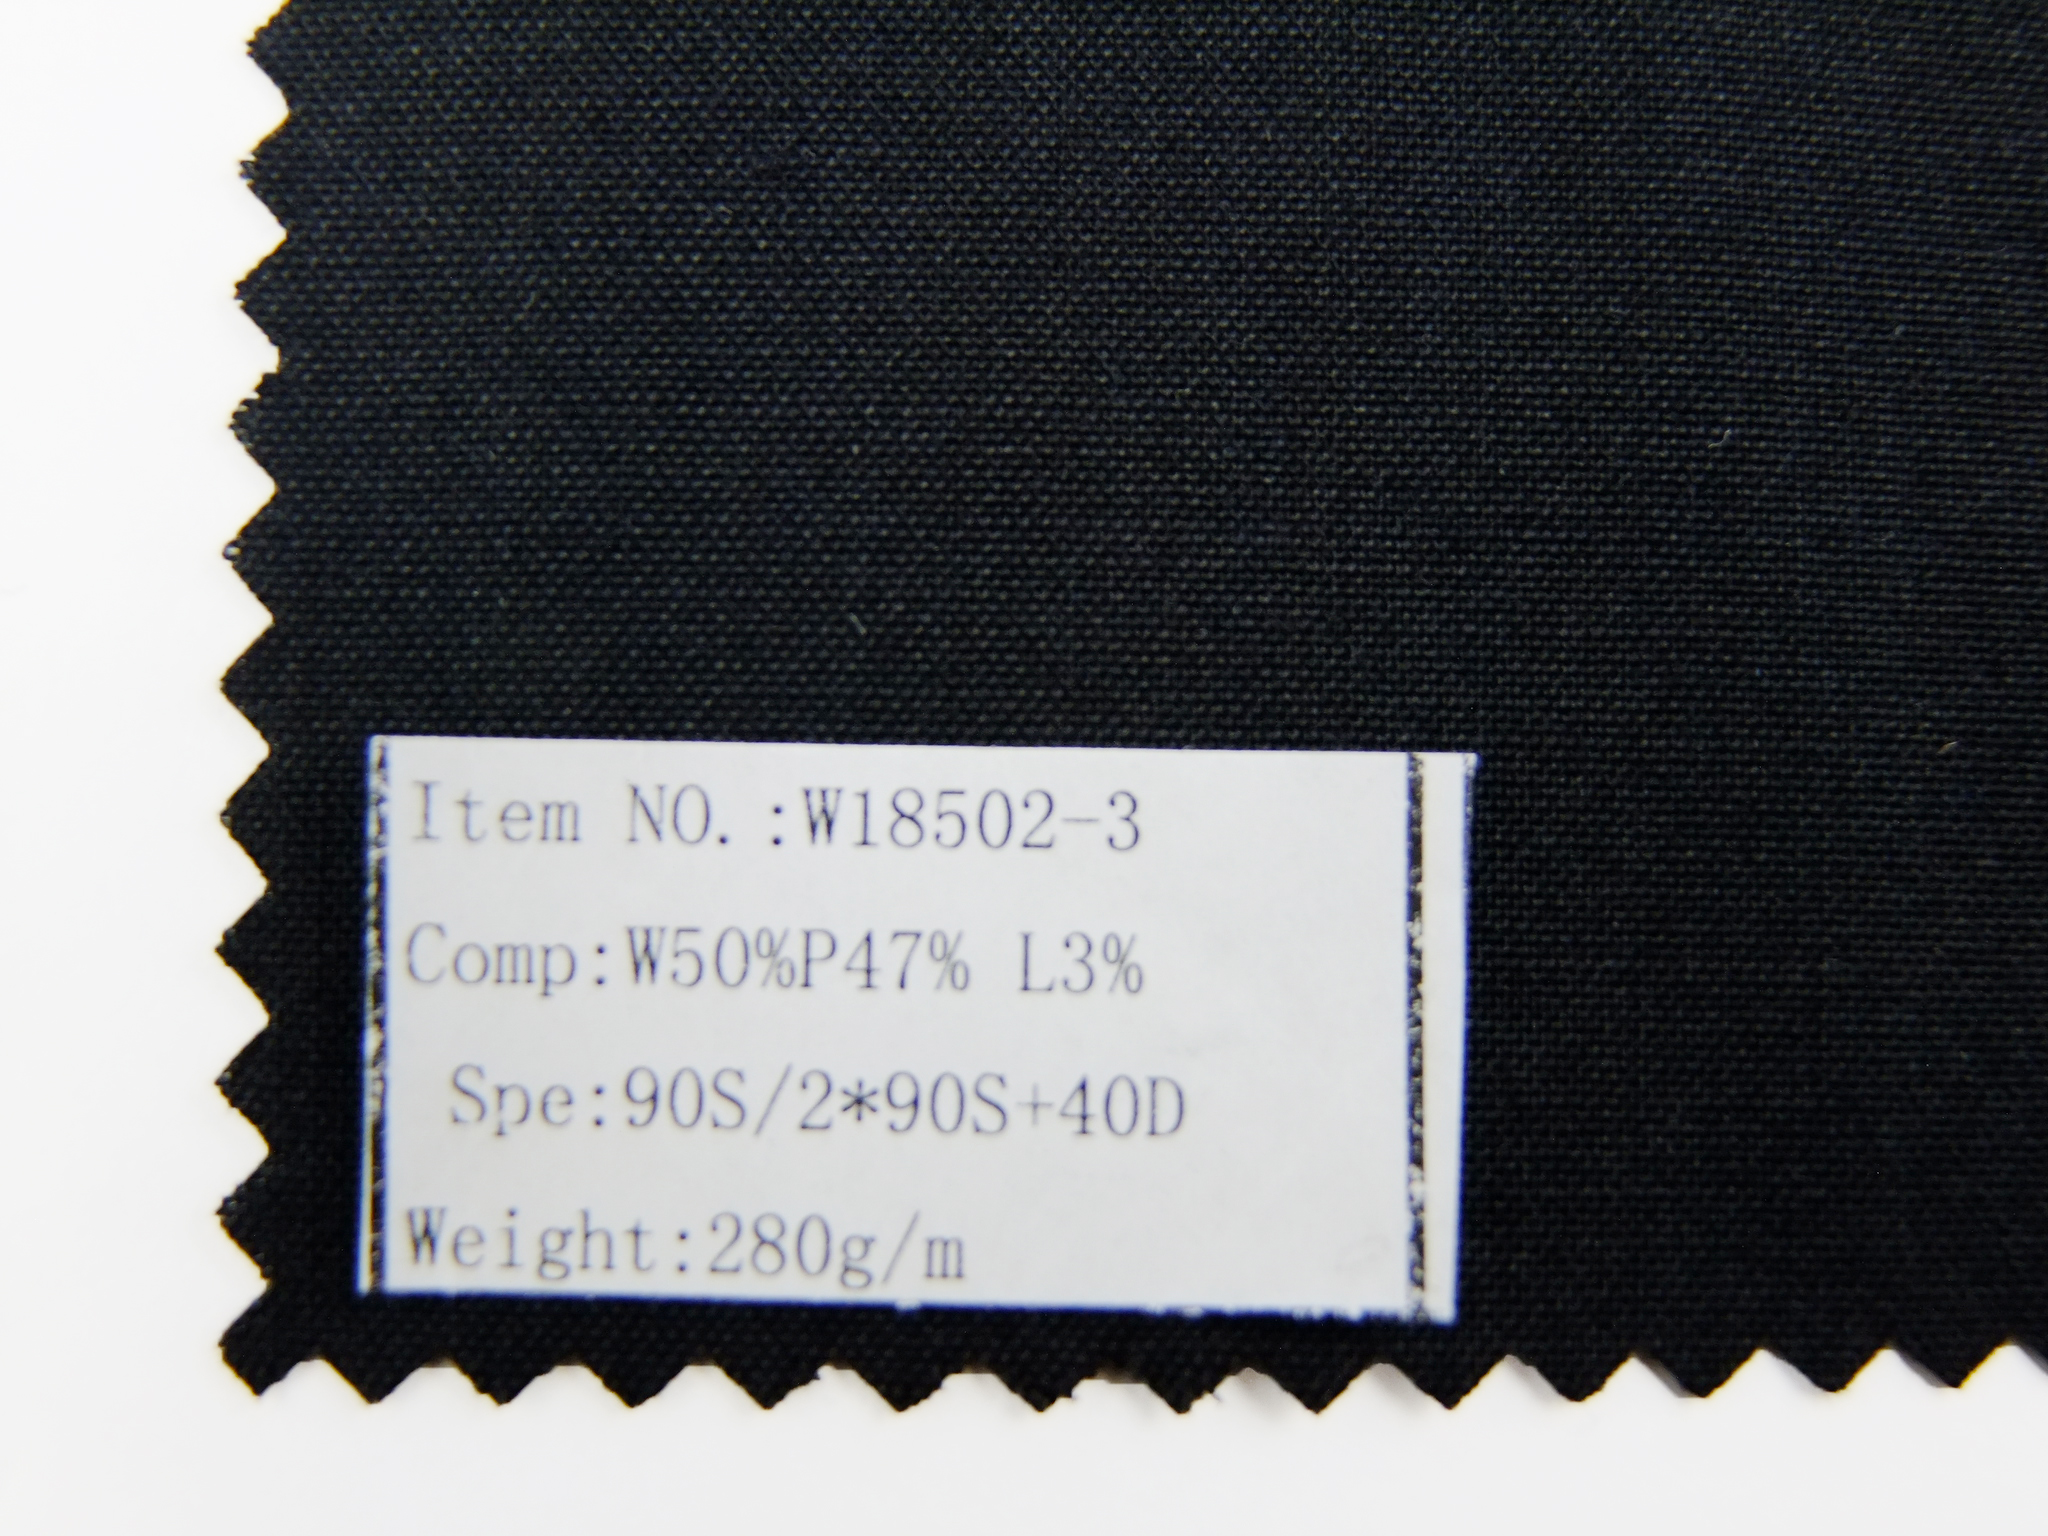 Item NO.:W18502-3
Comp:W50%P47% L3%
Spe:90S/2*90S+40D
Weight:280g/m